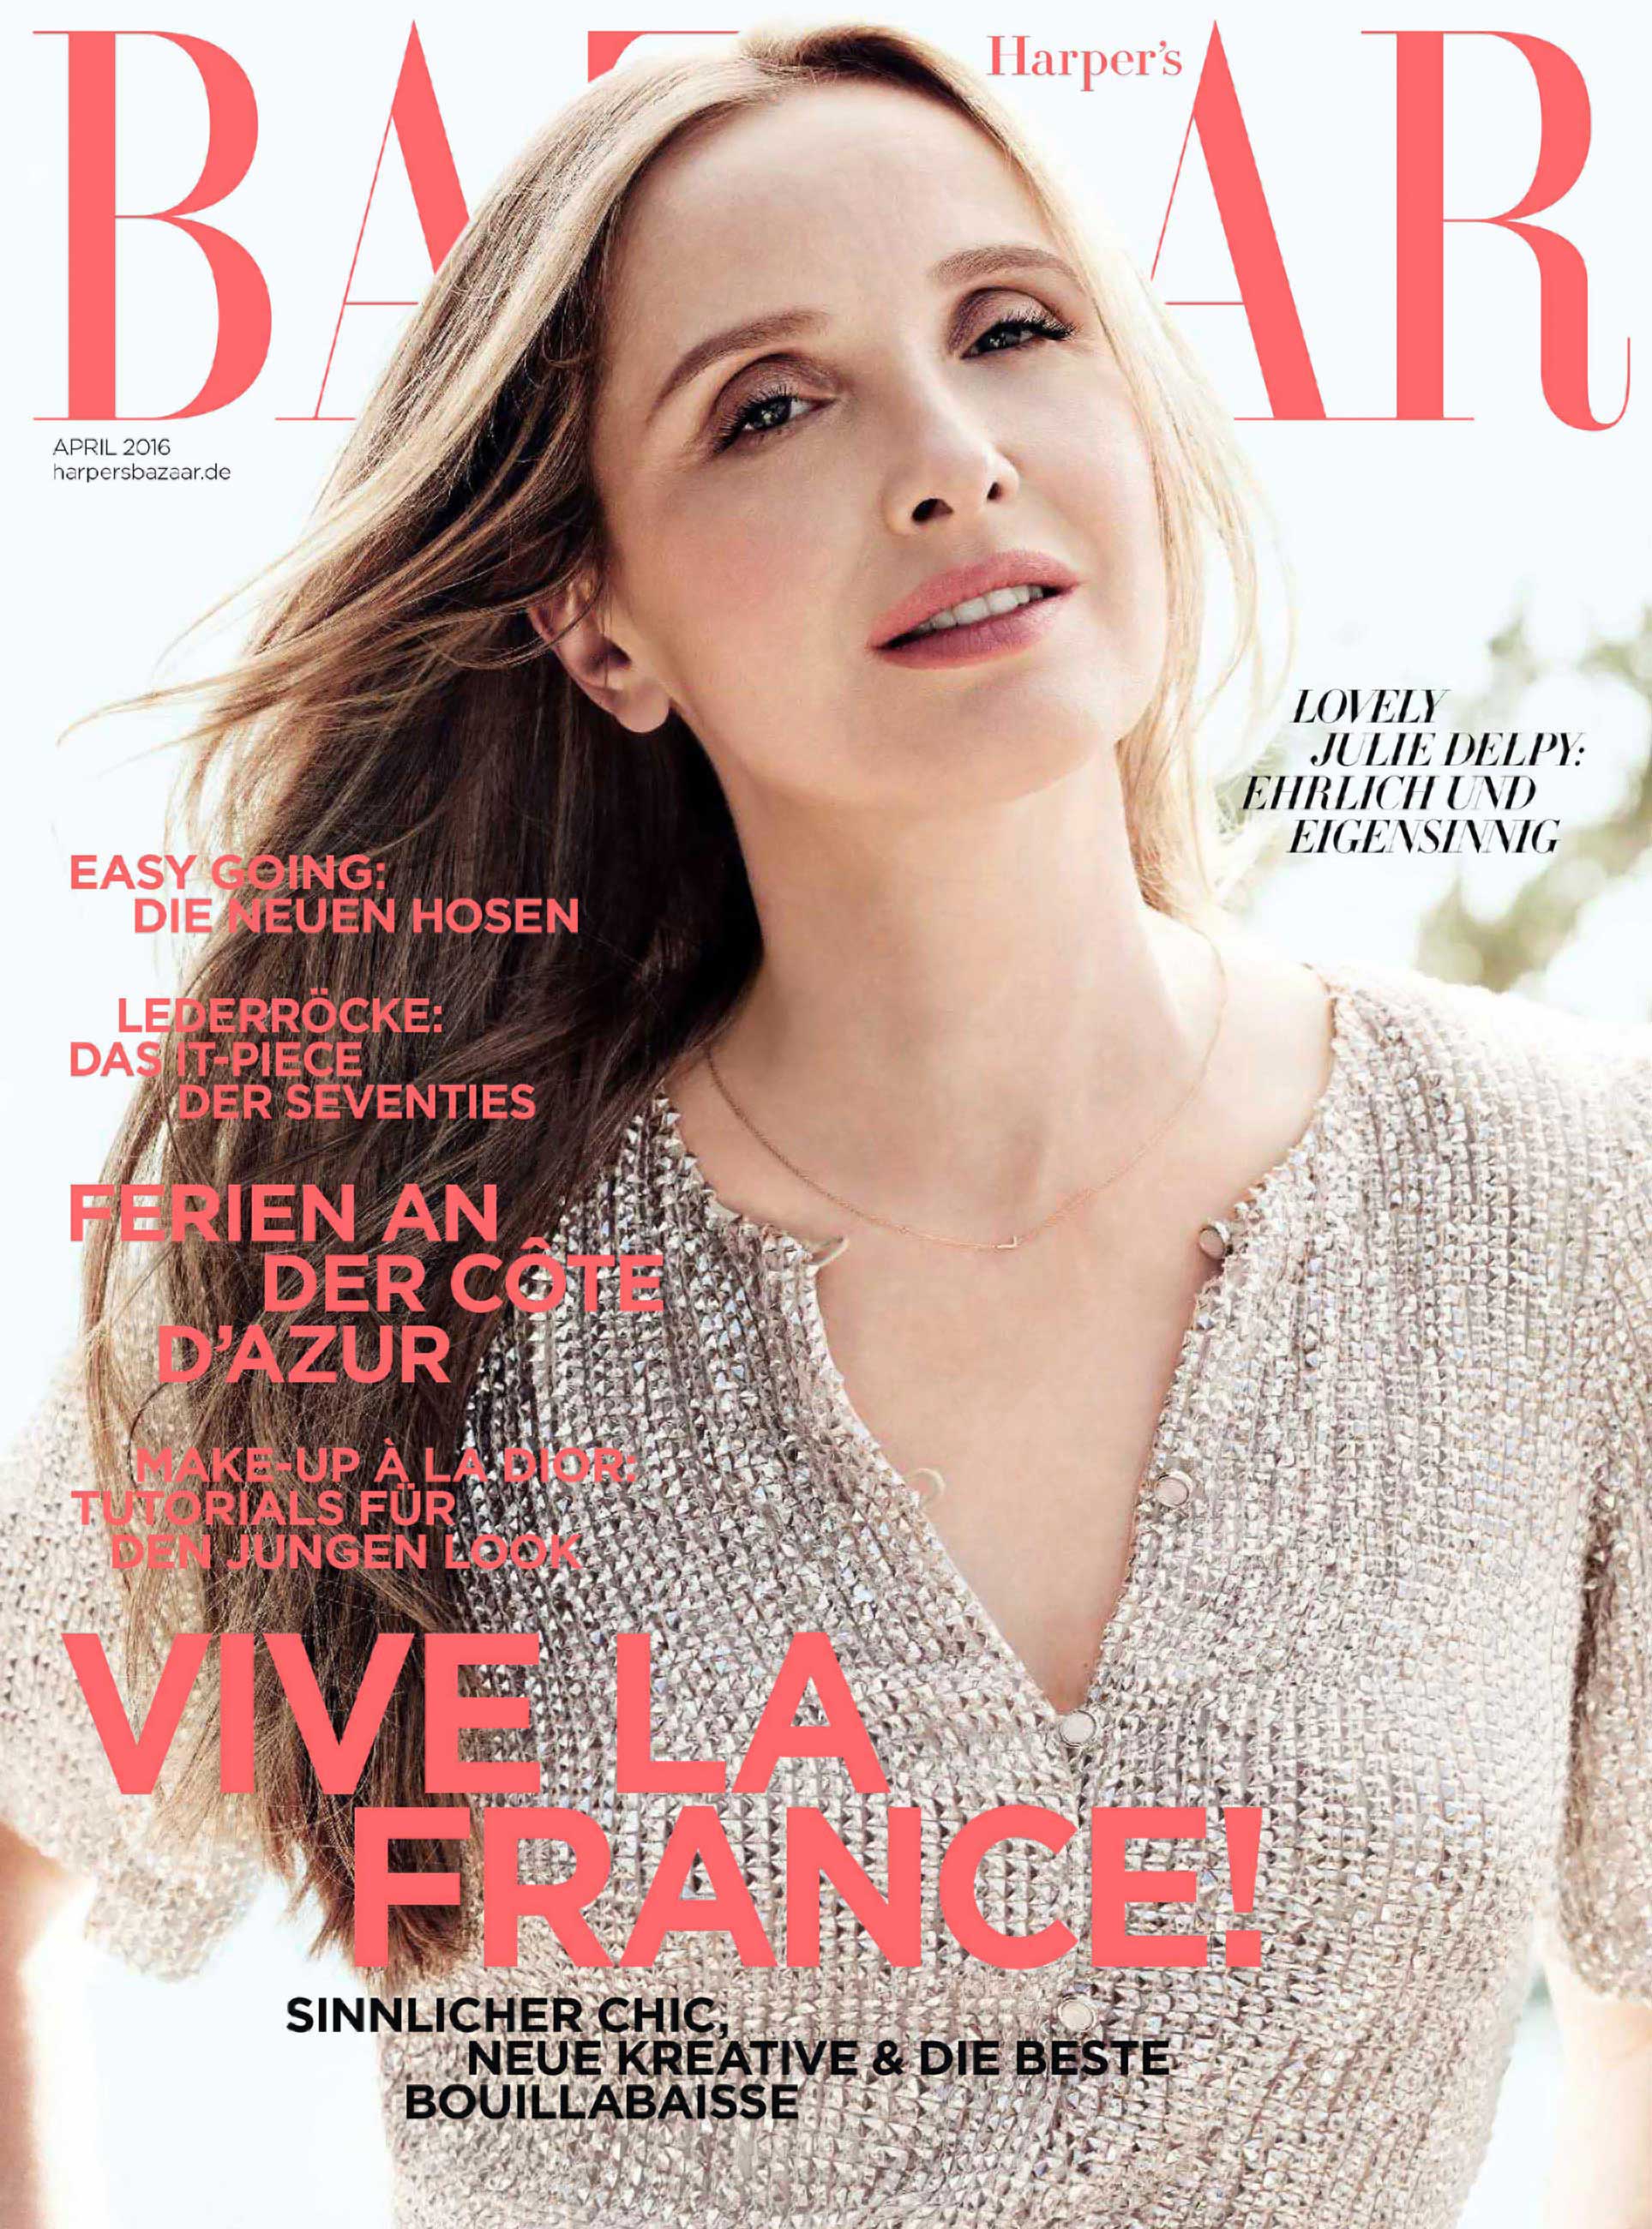 Harper's
BAZAAR
APRIL 2016
harpersbazaar.de
LOVELY
JULIE DELPY:
EHRLICH UND
EIGENSINNIG
EASY GOING:
DIE NEUEN HOSEN
LEDERRÖCKE:
DAS IT-PIECE
DER SEVENTIES
FERIEN AN
DER CÔTE
D'AZUR
MAKE-UP À LA DIOR:
TUTORIALS FÜR
DEN JUNGEN LOOK
VIVE LA
FRANCE!
SINNLICHER CHIC,
NEUE KREATIVE & DIE BESTE
BOUILLABAISSE